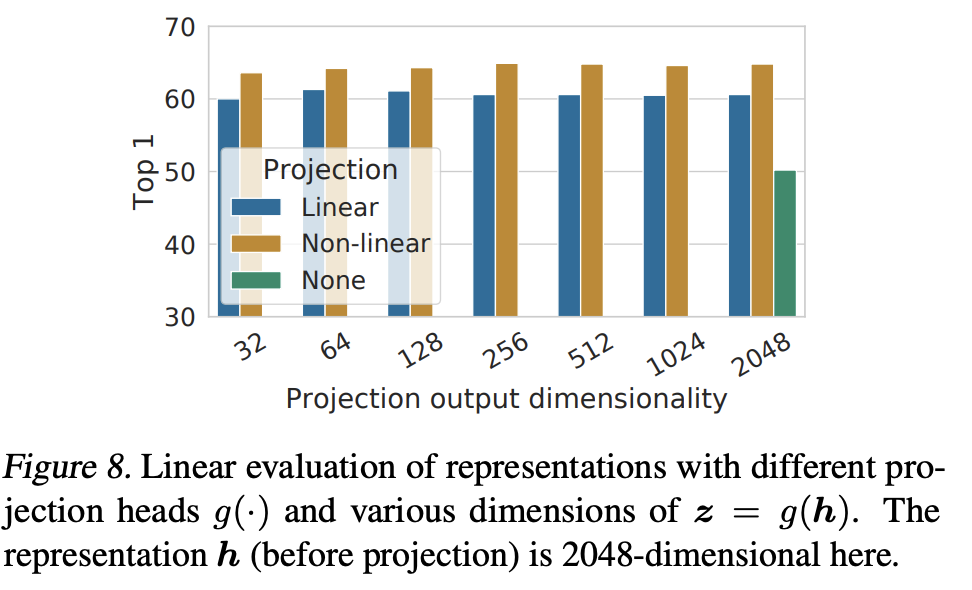 70
60
50
40
30
Top 1
Projection
Linear
Non-linear
None
32 64 128 256 512 1024 2048
Projection output dimensionality
Figure 8. Linear evaluation of representations with different pro-
jection heads g(·) and various dimensions of z = g(h). The
representation h (before projection) is 2048-dimensional here.